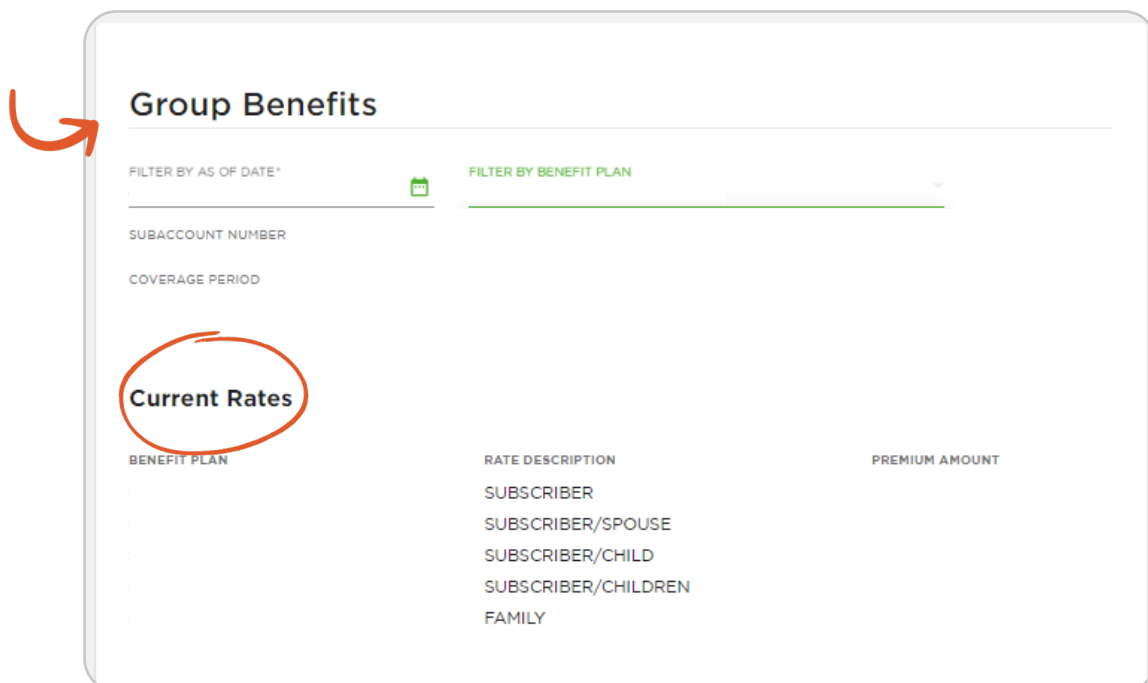 Group Benefits
FILTER BY AS OF DATE* FILTER BY BENEFIT PLAN
SUBACCOUNT NUMBER
COVERAGE PERIOD
Current Rates
BENEFIT PLAN RATE DESCRIPTION PREMIUM AMOUNT
SUBSCRIBER
SUBSCRIBER/SPOUSE
SUBSCRIBER/CHILD
SUBSCRIBER/CHILDREN
FAMILY